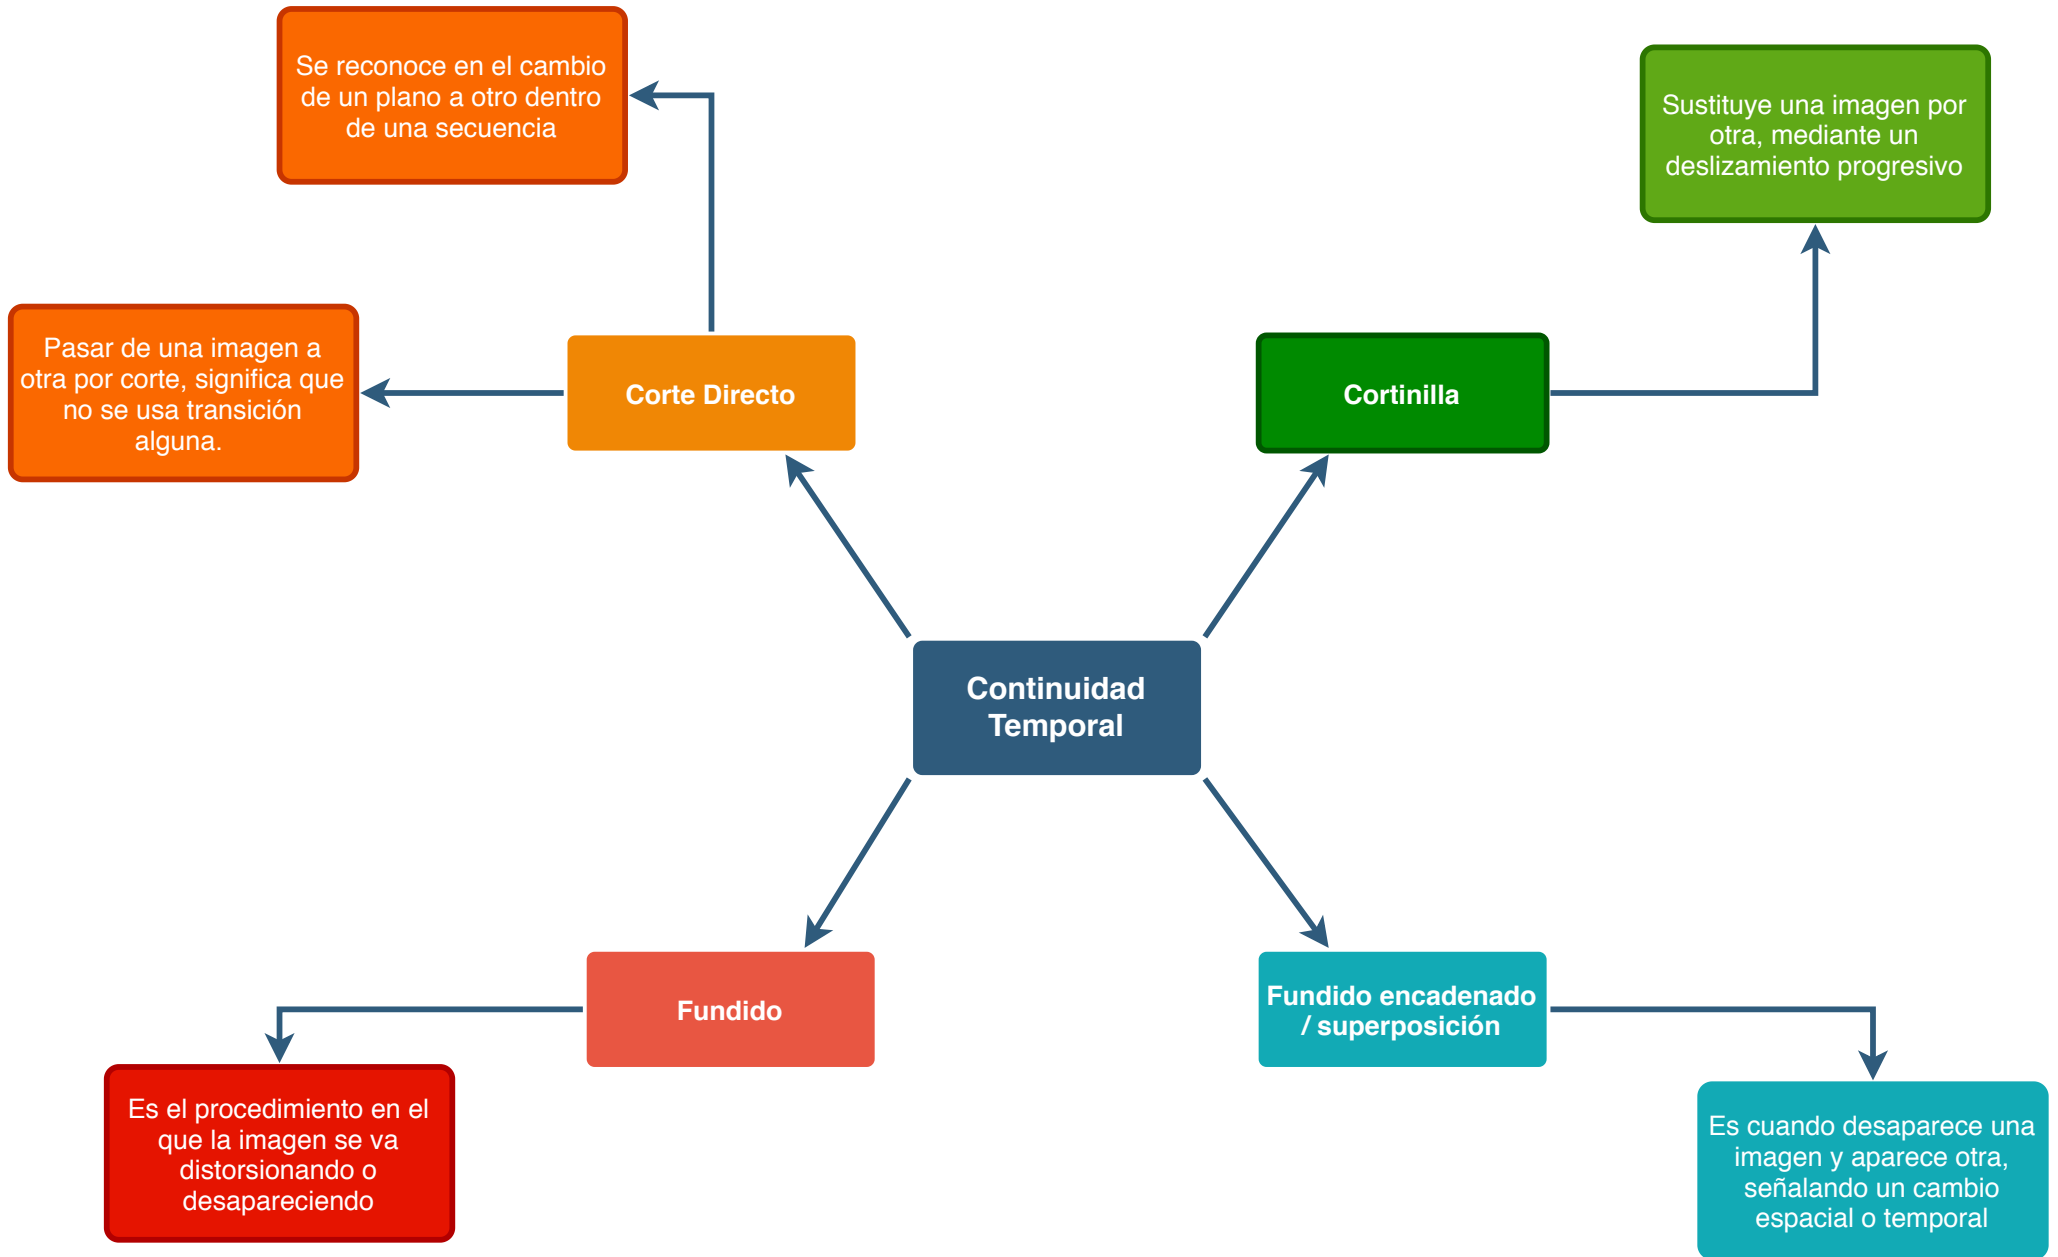 Se reconoce en el cambio
de un plano a otro dentro
de una secuencia
Sustituye una imagen por
otra, mediante un
deslizamiento progresivo
Pasar de una imagen a
otra por corte, significa que
no se usa transición
alguna.
Corte Directo
Cortinilla
Continuidad
Temporal
Fundido
Fundido encadenado
/ superposición
Es el procedimiento en el
que la imagen se va
distorsionando o
desapareciendo
Es cuando desaparece una
imagen y aparece otra,
señalando un cambio
espacial o temporal